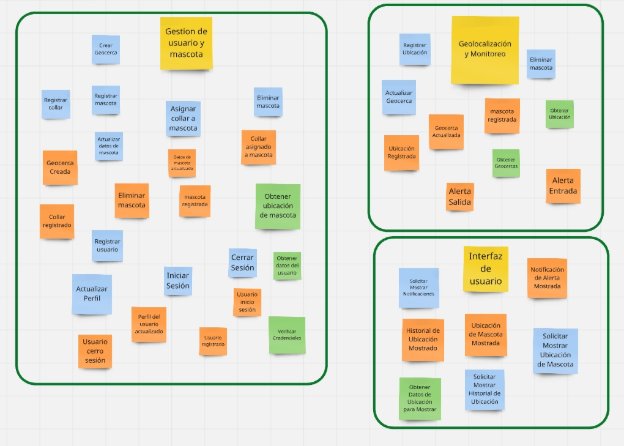 Gestion de
usuario y
mascota
Crear
Geocerca
Registrar
collar
Registrar
mascota
Asignar
collar a
mascota
Eliminar
mascota
Actualizar
datos de
mascota
Collar
asignado
a mascota
Geocerca
Creada
Datos de
mascota
actualizados
Eliminar
mascota
mascota
registrada
Obtener
ubicación
de mascota
Collar
registrado
Registrar
usuario
Cerrar
Sesión
Obtener
datos del
usuario
Iniciar
Sesión
Actualizar
Perfil
Usuario
inicio
sesión
Perfil del
usuario
actualizado
Usuario
registrado
Verificar
Credenciales
Usuario
cerro
sesión
Geolocalización
y Monitoreo
Registrar
Ubicación
Eliminar
mascota
Actualizar
Geocerca
mascota
registrada
Obtener
Ubicación
Geocerca
Actualizada
Ubicación
Registrada
Obtener
Geocercas
Alerta
Salida
Alerta
Entrada
Interfaz
de
usuario
Solicitar
Mostrar
Notificaciones
Notificación
de Alerta
Mostrada
Historial de
Ubicación
Mostrado
Ubicación
de Mascota
Mostrada
Solicitar
Mostrar
Ubicación
de Mascota
Obtener
Datos de
Ubicación
para Mostrar
Solicitar
Mostrar
Historial de
Ubicación